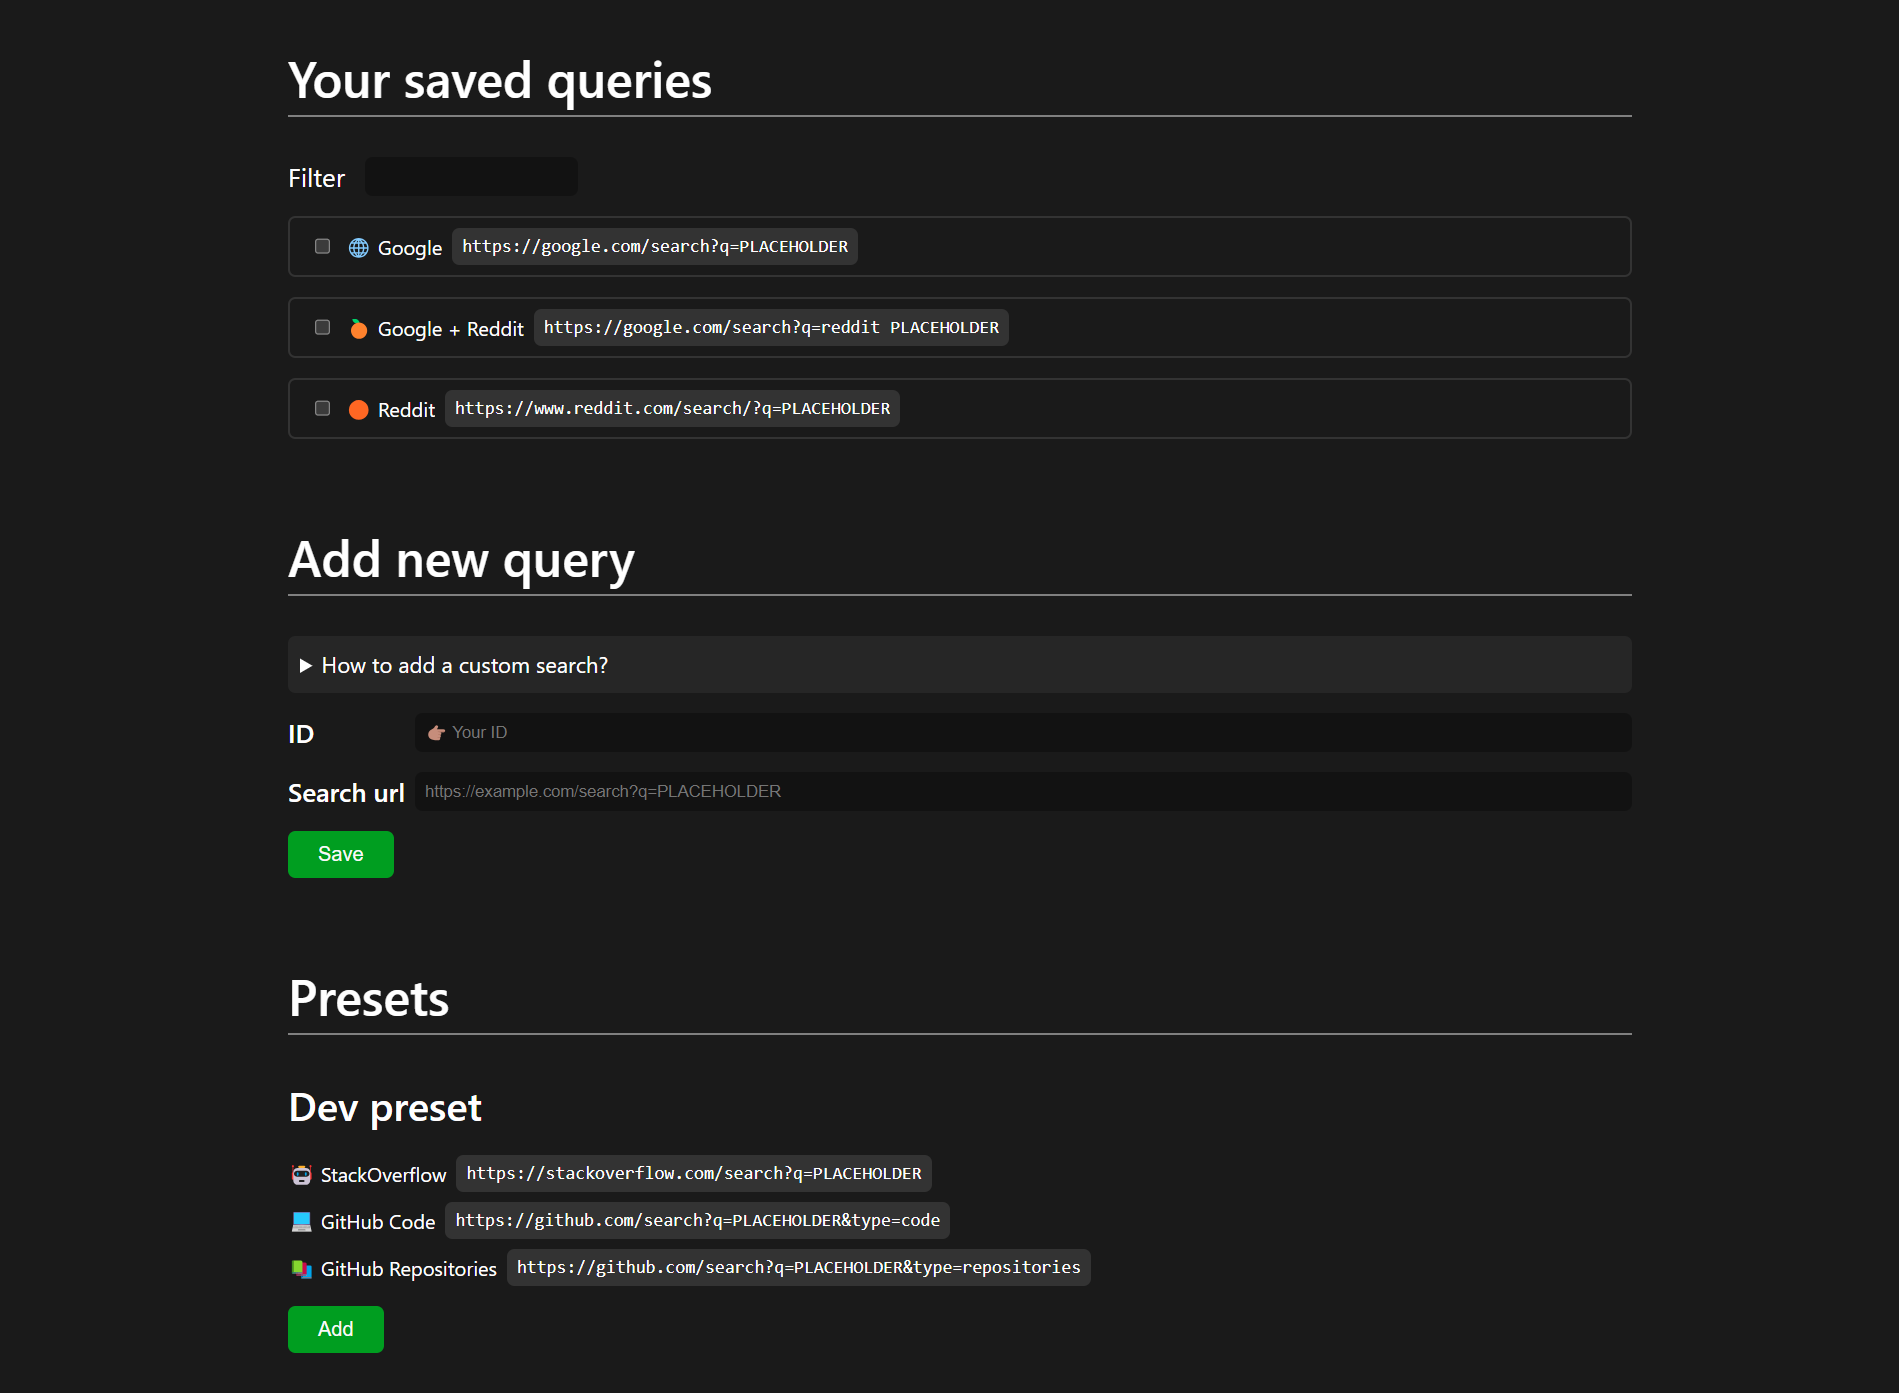 Your saved queries
Filter
🌐 Google https://google.com/search?q=PLACEHOLDER
🍊 Google + Reddit https://google.com/search?q=reddit PLACEHOLDER
🟠 Reddit https://www.reddit.com/search/?q=PLACEHOLDER
Add new query
▶ How to add a custom search?
ID 👉🏽 Your ID
Search url https://example.com/search?q=PLACEHOLDER
Save
Presets
Dev preset
🤖 StackOverflow https://stackoverflow.com/search?q=PLACEHOLDER
💻 GitHub Code https://github.com/search?q=PLACEHOLDER&type=code
📚 GitHub Repositories https://github.com/search?q=PLACEHOLDER&type=repositories
Add